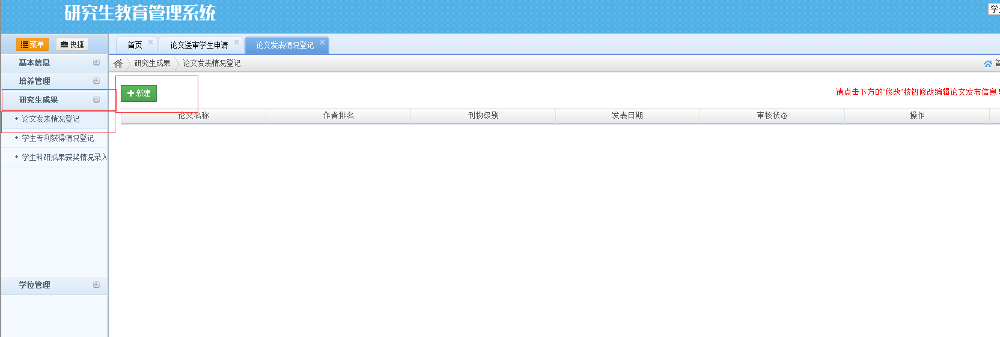 研究生教育管理系统
菜单 快捷
首页 论文送审学生申请 论文发表情况登记
基本信息
研究生成果 论文发表情况登记
培养管理
新建
请点击下方的"修改"按钮修改编辑论文发布信息!
研究生成果
论文名称 作者排名 刊物级别 发表日期 审核状态 操作
论文发表情况登记
学生专利获得情况登记
学生科研成果获奖情况录入
学位管理